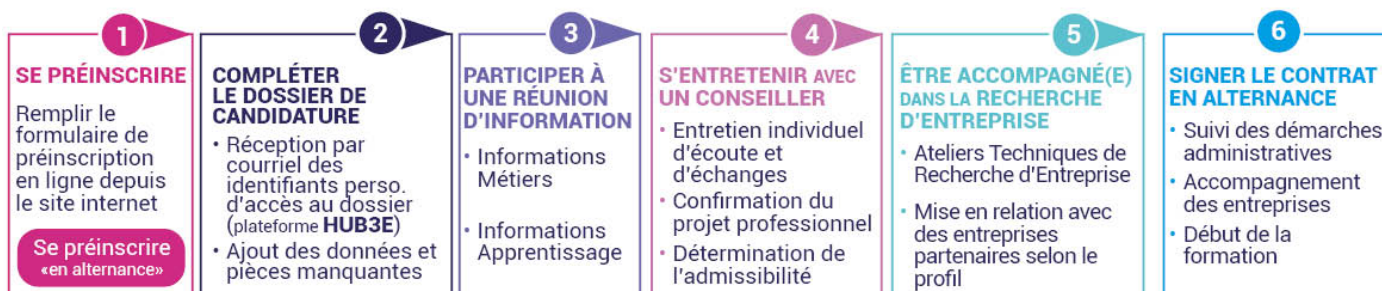 1
SE PRÉINSCRIRE
Remplir le
formulaire de
préinscription
en ligne depuis
le site internet
Se préinscrire
«en alternance»
2
COMPLÉTER
LE DOSSIER DE
CANDIDATURE
• Réception par
courriel des
identifiants perso.
d'accès au dossier
(plateforme HUB3E)
• Ajout des données et
pièces manquantes
3
PARTICIPER À
UNE RÉUNION
D'INFORMATION
• Informations
Métiers
• Informations
Apprentissage
4
S'ENTRETENIR AVEC
UN CONSEILLER
• Entretien individuel
d'écoute et
d'échanges
• Confirmation du
projet professionnel
• Détermination de
l'admissibilité
5
ÊTRE ACCOMPAGNÉ(E)
DANS LA RECHERCHE
D'ENTREPRISE
• Ateliers Techniques de
Recherche d'Entreprise
• Mise en relation avec
des entreprises
partenaires selon le
profil
6
SIGNER LE CONTRAT
EN ALTERNANCE
• Suivi des démarches
administratives
• Accompagnement
des entreprises
• Début de la
formation